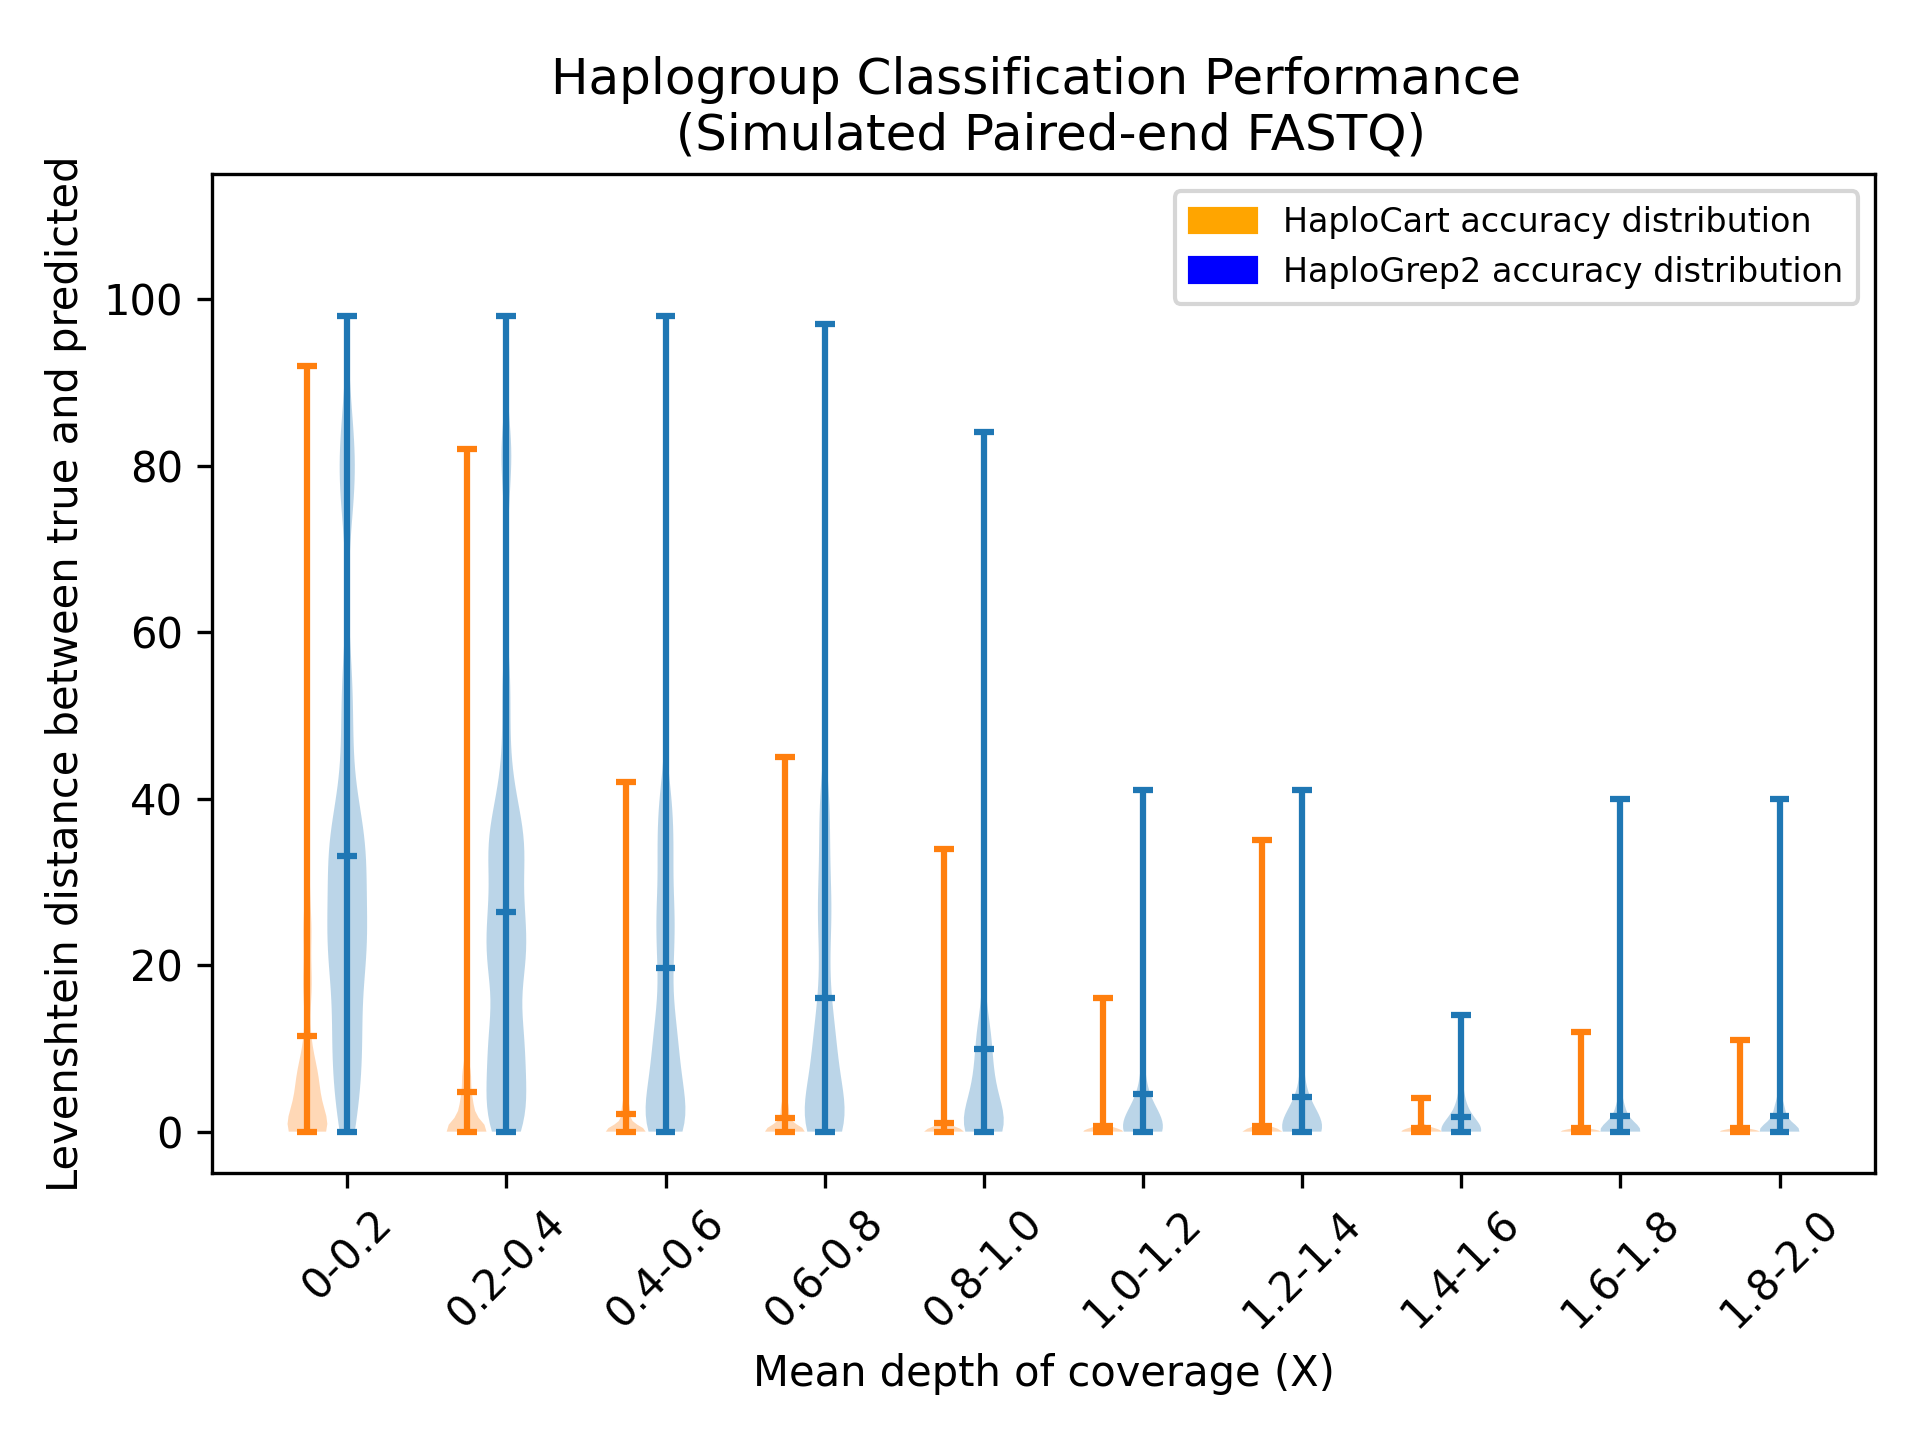 Haplogroup Classification Performance
(Simulated Paired-end FASTQ)
HaploCart accuracy distribution
HaploGrep2 accuracy distribution
Levenshtein distance between true and predicted
100
80
60
40
20
0
0-0.2
0.2-0.4
0.4-0.6
0.6-0.8
0.8-1.0
1.0-1.2
1.2-1.4
1.4-1.6
1.6-1.8
1.8-2.0
Mean depth of coverage (X)